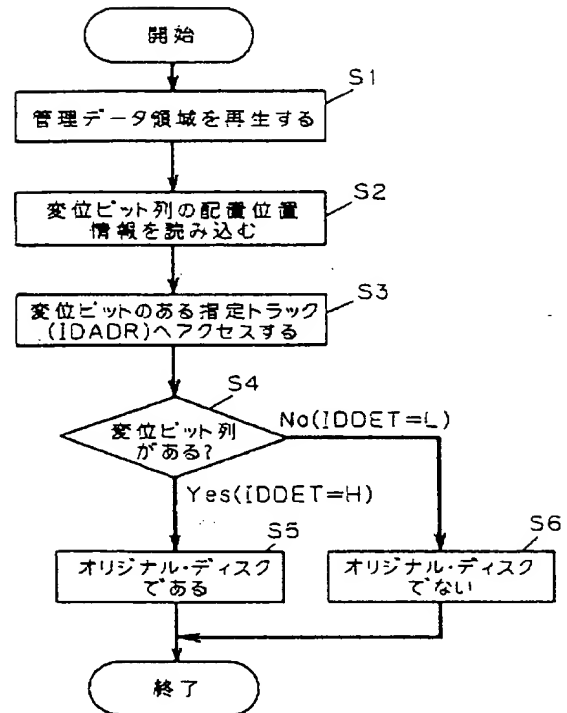 開始
S1
管理データ領域を再生する
S2
変位ピット列の配置位置
情報を読み込む
S3
変位ピットのある指定トラック
(IDADR)へアクセスする
S4
変位ピット列
がある?
No(IDDET=L)
Yes(IDDET=H)
S5
オリジナル・ディスク
である
S6
オリジナル・ディスク
でない
終了